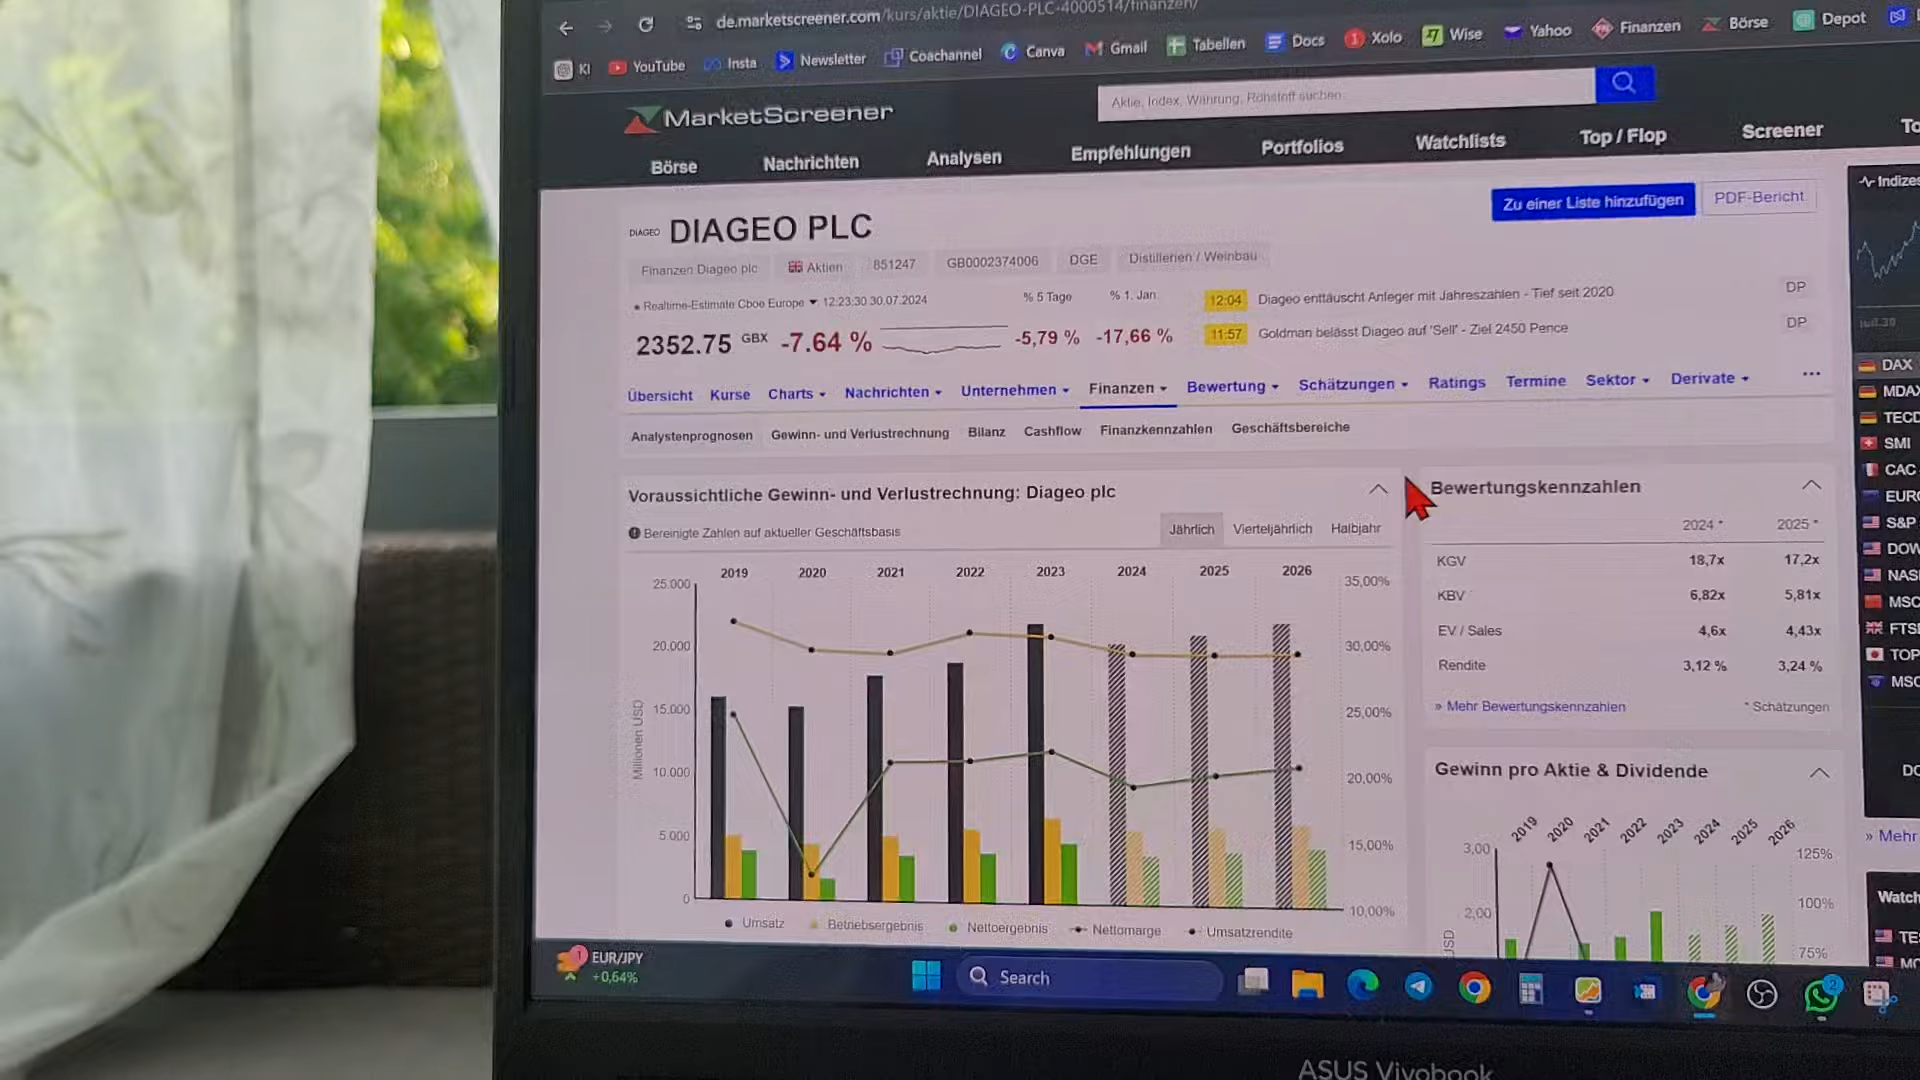 de.marketscreener.com/kurs/aktie/DIAGEO-PLC-4000514/finanzen/
KI YouTube Insta Newsletter Coachannel Canva Gmail Tabellen Docs Xolo Wise Yahoo Finanzen Börse Depot
MarketScreener
Aktie, Index, Währung, Rohstoff suchen
Börse Nachrichten Analysen Empfehlungen Portfolios Watchlists Top / Flop Screener
DIAGEO DIAGEO PLC
Zu einer Liste hinzufügen PDF-Bericht
Indizes
Finanzen Diageo plc Aktien 851247 GB0002374006 DGE Distillerien / Weinbau
Realtime-Estimate Cboe Europe 12:23:30 30.07.2024 % 5 Tage % 1. Jan.
12:04 Diageo enttäuscht Anleger mit Jahreszahlen - Tief seit 2020 DP
2352.75 GBX -7.64 % -5,79 % -17,66 %
11:57 Goldman belässt Diageo auf 'Sell' - Ziel 2450 Pence DP
Übersicht Kurse Charts Nachrichten Unternehmen Finanzen Bewertung Schätzungen Ratings Termine Sektor Derivate ...
Analystenprognosen Gewinn- und Verlustrechnung Bilanz Cashflow Finanzkennzahlen Geschäftsbereiche
Voraussichtliche Gewinn- und Verlustrechnung: Diageo plc
Bereinigte Zahlen auf aktueller Geschäftsbasis
Jährlich Vierteljährlich Halbjahr
2019 2020 2021 2022 2023 2024 2025 2026
25.000
20.000
15.000
10.000
5.000
0
Millionen USD
35,00%
30,00%
25,00%
20,00%
15,00%
10,00%
Umsatz Betriebsergebnis Nettoergebnis Nettomarge Umsatzrendite
Bewertungskennzahlen
2024 * 2025 *
KGV 18,7x 17,2x
KBV 6,82x 5,81x
EV / Sales 4,6x 4,43x
Rendite 3,12 % 3,24 %
» Mehr Bewertungskennzahlen * Schätzungen
Gewinn pro Aktie & Dividende
2019 2020 2021 2022 2023 2024 2025 2026
3,00
2,00
USD
125%
100%
75%
DAX
MDAX
TECD
SMI
CAC
EURO
S&P
DOW
NASD
MSC
FTSE
TOP
MSC
» Mehr
Watch
EUR/JPY
+0,64%
Search
2
ASUS Vivobook